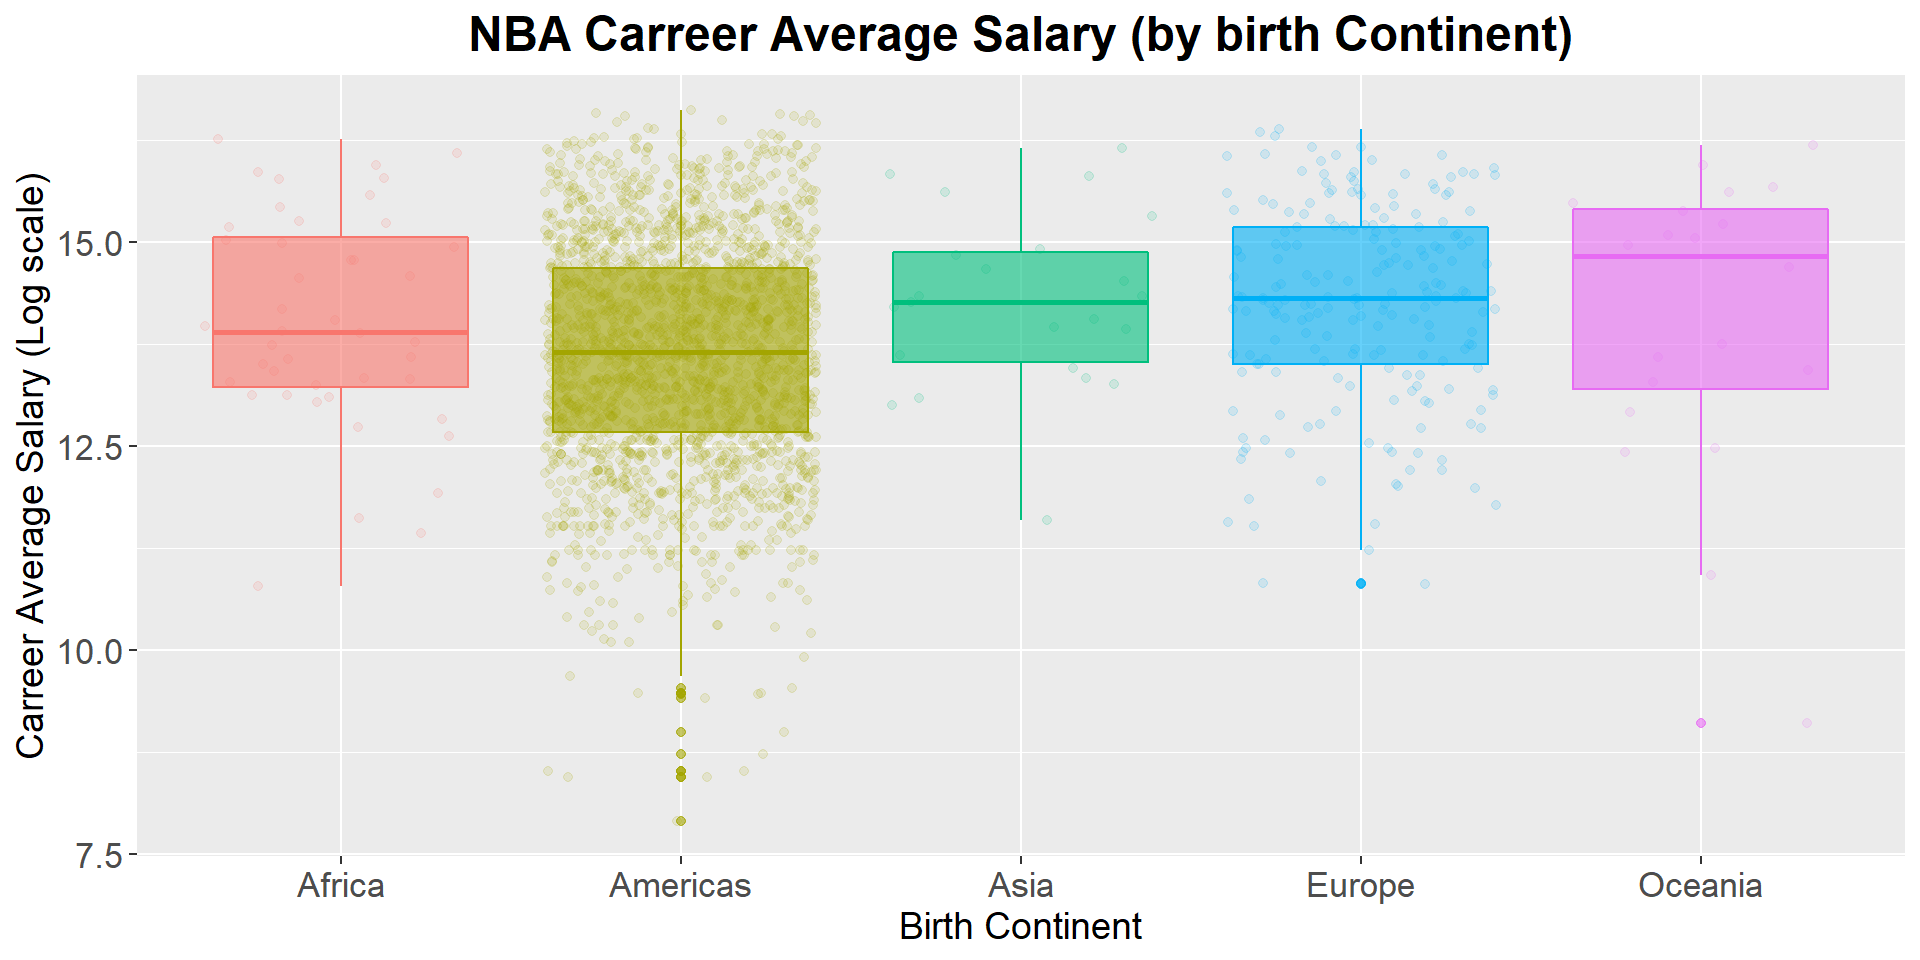 NBA Carreer Average Salary (by birth Continent)
Carreer Average Salary (Log scale)
15.0
12.5
10.0
7.5
Africa Americas Asia Europe Oceania
Birth Continent